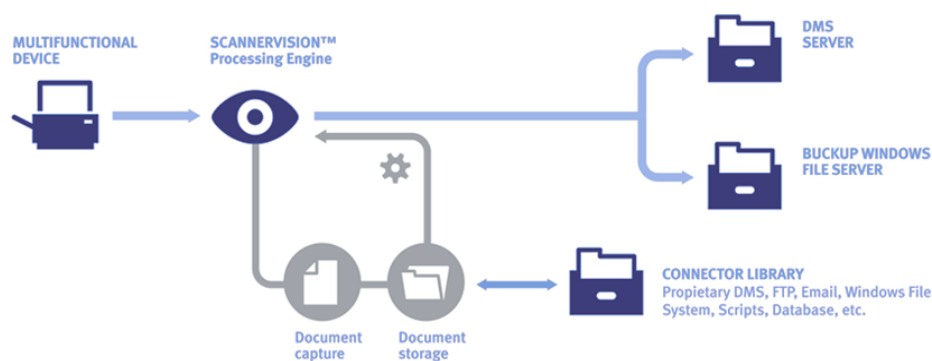 MULTIFUNCTIONAL
DEVICE
SCANNERVISION™
Processing Engine
DMS
SERVER
BUCKUP WINDOWS
FILE SERVER
CONNECTOR LIBRARY
Propietary DMS, FTP, Email, Windows File
System, Scripts, Database, etc.
Document
capture
Document
storage